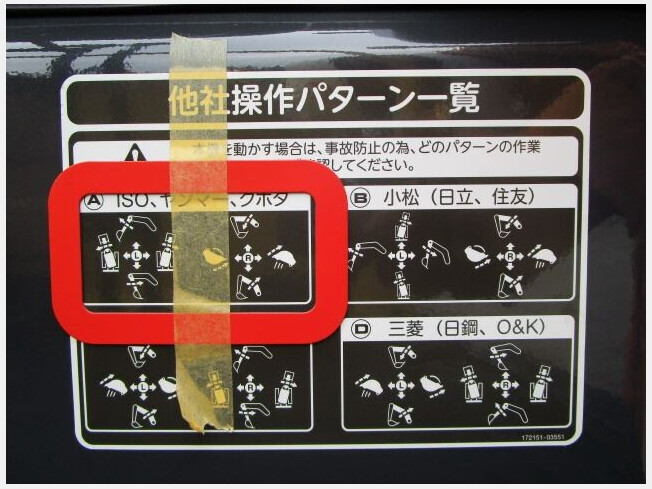 他社操作パターン一覧
本機を動かす場合は、事故防止の為、どのパターンの作業
認してください。
A ISO、ヤンマー、クボタ
B 小松（日立、住友）
L R
L R
D 三菱（日鋼、O&K）
L R
L R
172151-03551